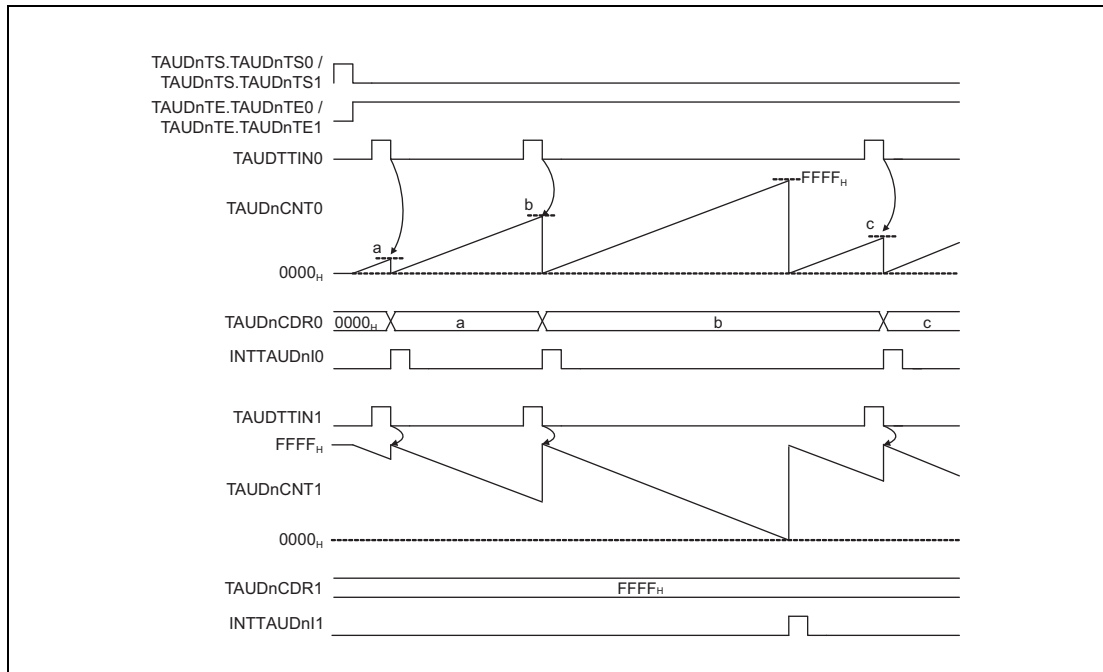 TAUDnTS.TAUDnTS0 /
TAUDnTS.TAUDnTS1
TAUDnTE.TAUDnTE0 /
TAUDnTE.TAUDnTE1
TAUDTTIN0
FFFFH
TAUDnCNT0
b
c
a
0000H
TAUDnCDR0
0000H
a
b
c
INTTAUDnI0
TAUDTTIN1
FFFFH
TAUDnCNT1
0000H
TAUDnCDR1
FFFFH
INTTAUDnI1